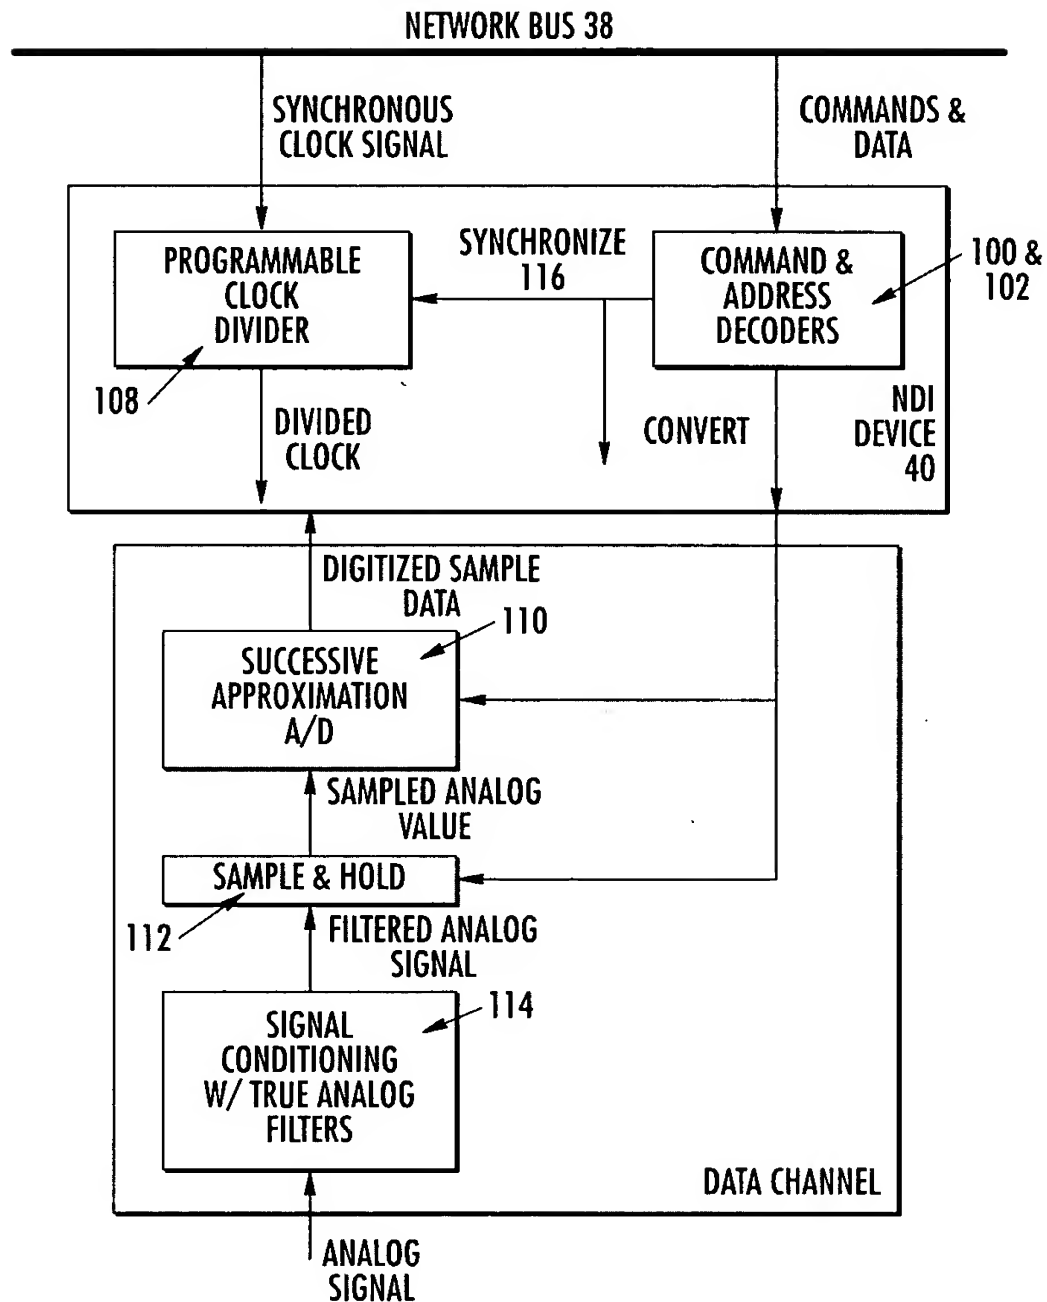 NETWORK BUS 38
SYNCHRONOUS
CLOCK SIGNAL
COMMANDS &
DATA
PROGRAMMABLE
CLOCK
DIVIDER
SYNCHRONIZE
116
COMMAND &
ADDRESS
DECODERS
100 &
102
108
DIVIDED
CLOCK
CONVERT
NDI
DEVICE
40
DIGITIZED SAMPLE
DATA
110
SUCCESSIVE
APPROXIMATION
A/D
SAMPLED ANALOG
VALUE
SAMPLE & HOLD
112
FILTERED ANALOG
SIGNAL
114
SIGNAL
CONDITIONING
W/ TRUE ANALOG
FILTERS
DATA CHANNEL
ANALOG
SIGNAL